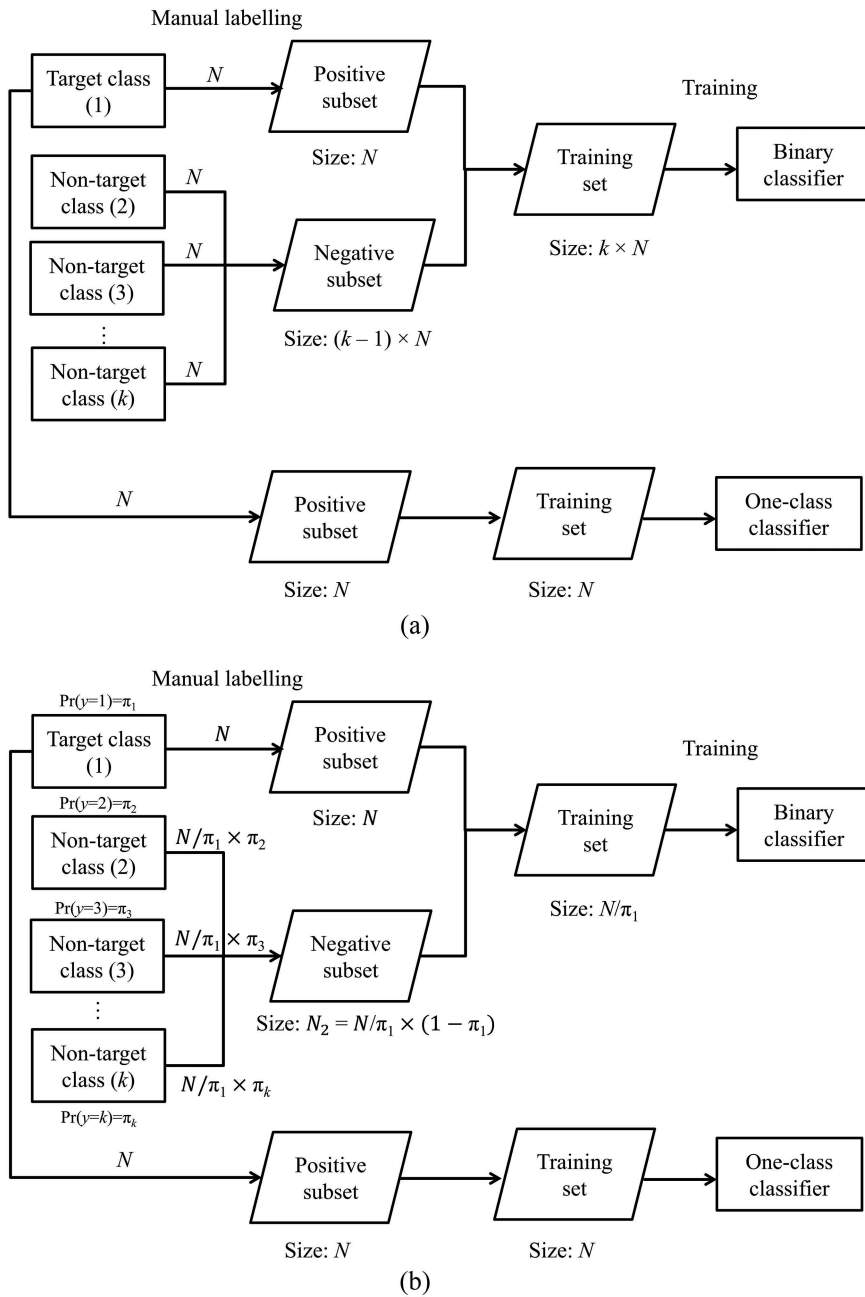 Manual labelling
Target class
(1)
N
Positive
subset
Size: N
Training
Non-target
class (2)
N
Non-target
class (3)
N
⋮
Non-target
class (k)
N
Negative
subset
Size: (k – 1) × N
Training
set
Size: k × N
Binary
classifier
N
Positive
subset
Size: N
Training
set
Size: N
One-class
classifier
(a)
Manual labelling
Pr(y=1)=π₁
Target class
(1)
N
Positive
subset
Size: N
Training
Pr(y=2)=π₂
Non-target
class (2)
N/π₁ × π₂
Pr(y=3)=π₃
Non-target
class (3)
N/π₁ × π₃
⋮
Non-target
class (k)
N/π₁ × πₖ
Pr(y=k)=πₖ
Negative
subset
Size: N₂ = N/π₁ × (1 − π₁)
Training
set
Size: N/π₁
Binary
classifier
N
Positive
subset
Size: N
Training
set
Size: N
One-class
classifier
(b)